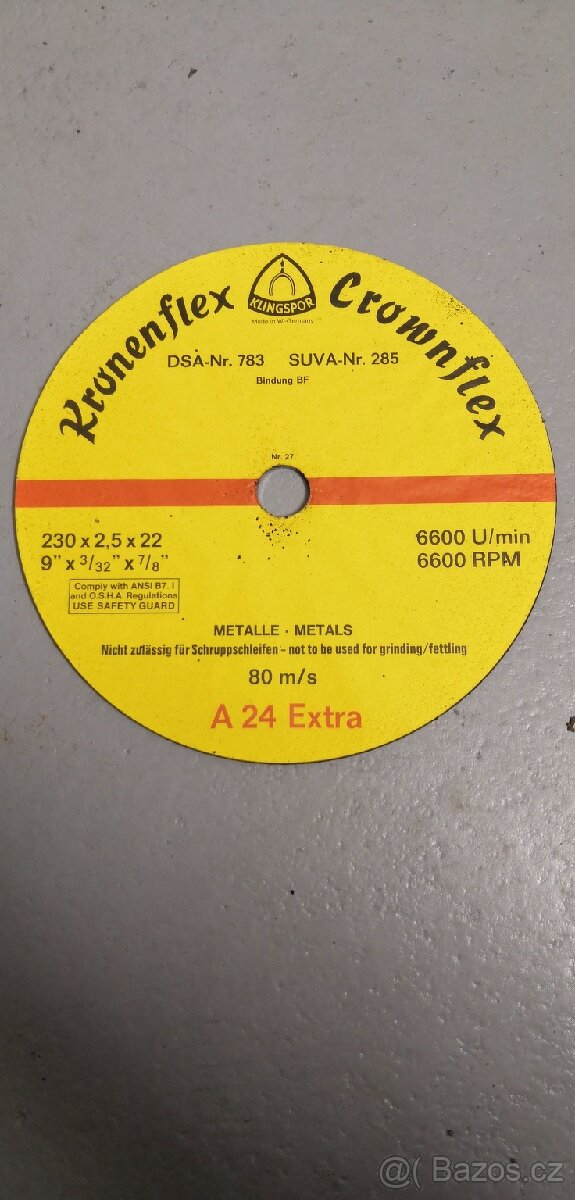 Kronenflex
KLINGSPOR
Made in W.-Germany
Crownflex
DSA-Nr. 783 SUVA-Nr. 285
Bindung BF
Nr. 27
230 x 2,5 x 22
9" x 3/32" x 7/8"
6600 U/min
6600 RPM
Comply with ANSI B7. I
and O.S.H.A. Regulations
USE SAFETY GUARD
METALLE · METALS
Nicht zulässig für Schruppschleifen – not to be used for grinding/fettling
80 m/s
A 24 Extra
Bazos.cz